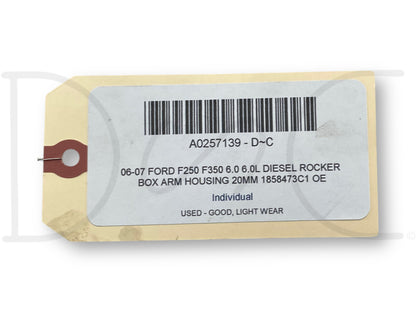 A0257139 - D~C
06-07 FORD F250 F350 6.0 6.0L DIESEL ROCKER
BOX ARM HOUSING 20MM 1858473C1 OE
Individual
USED - GOOD, LIGHT WEAR